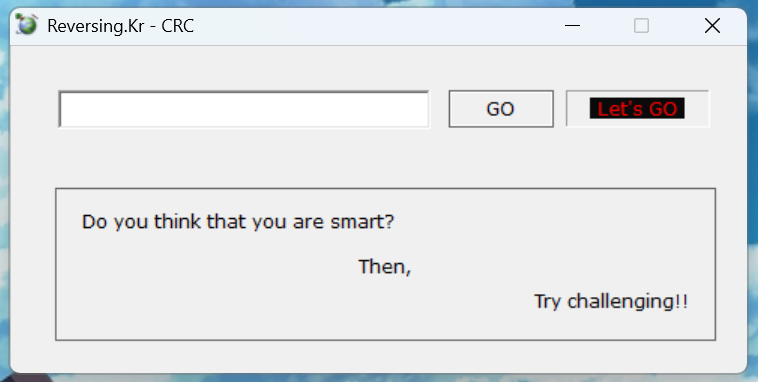 Reversing.Kr - CRC
GO
Let's GO
Do you think that you are smart?
Then,
Try challenging!!